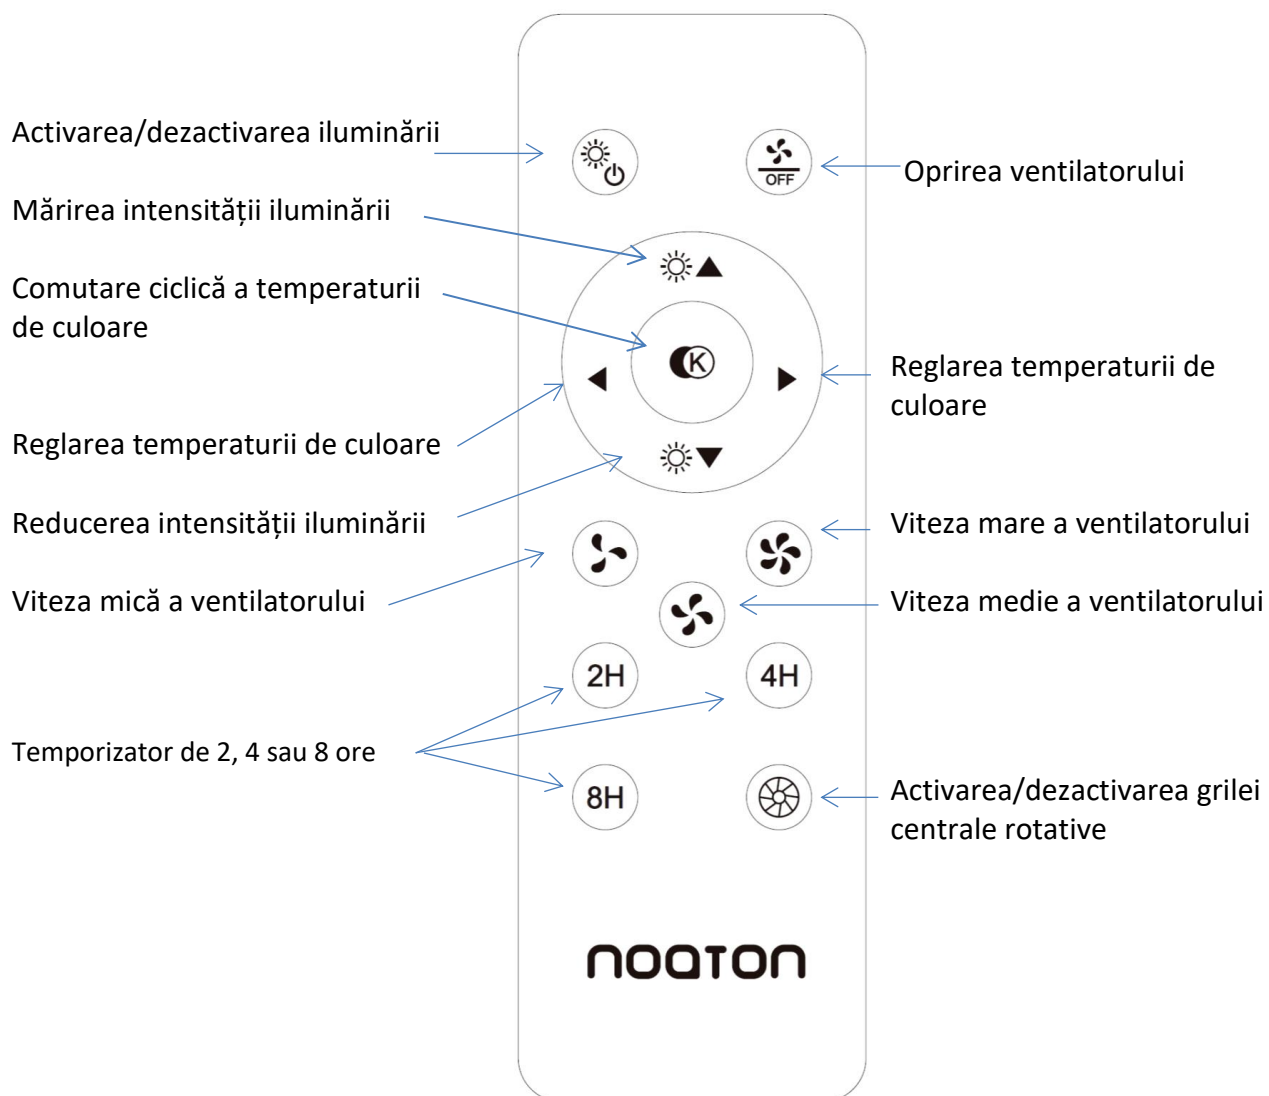 Activarea/dezactivarea iluminării
OFF
Oprirea ventilatorului
Mărirea intensității iluminării
Comutare ciclică a temperaturii
de culoare
K
Reglarea temperaturii de
culoare
Reglarea temperaturii de culoare
Reducerea intensității iluminării
Viteza mare a ventilatorului
Viteza mică a ventilatorului
Viteza medie a ventilatorului
2H
4H
Temporizator de 2, 4 sau 8 ore
8H
Activarea/dezactivarea grilei
centrale rotative
noaton